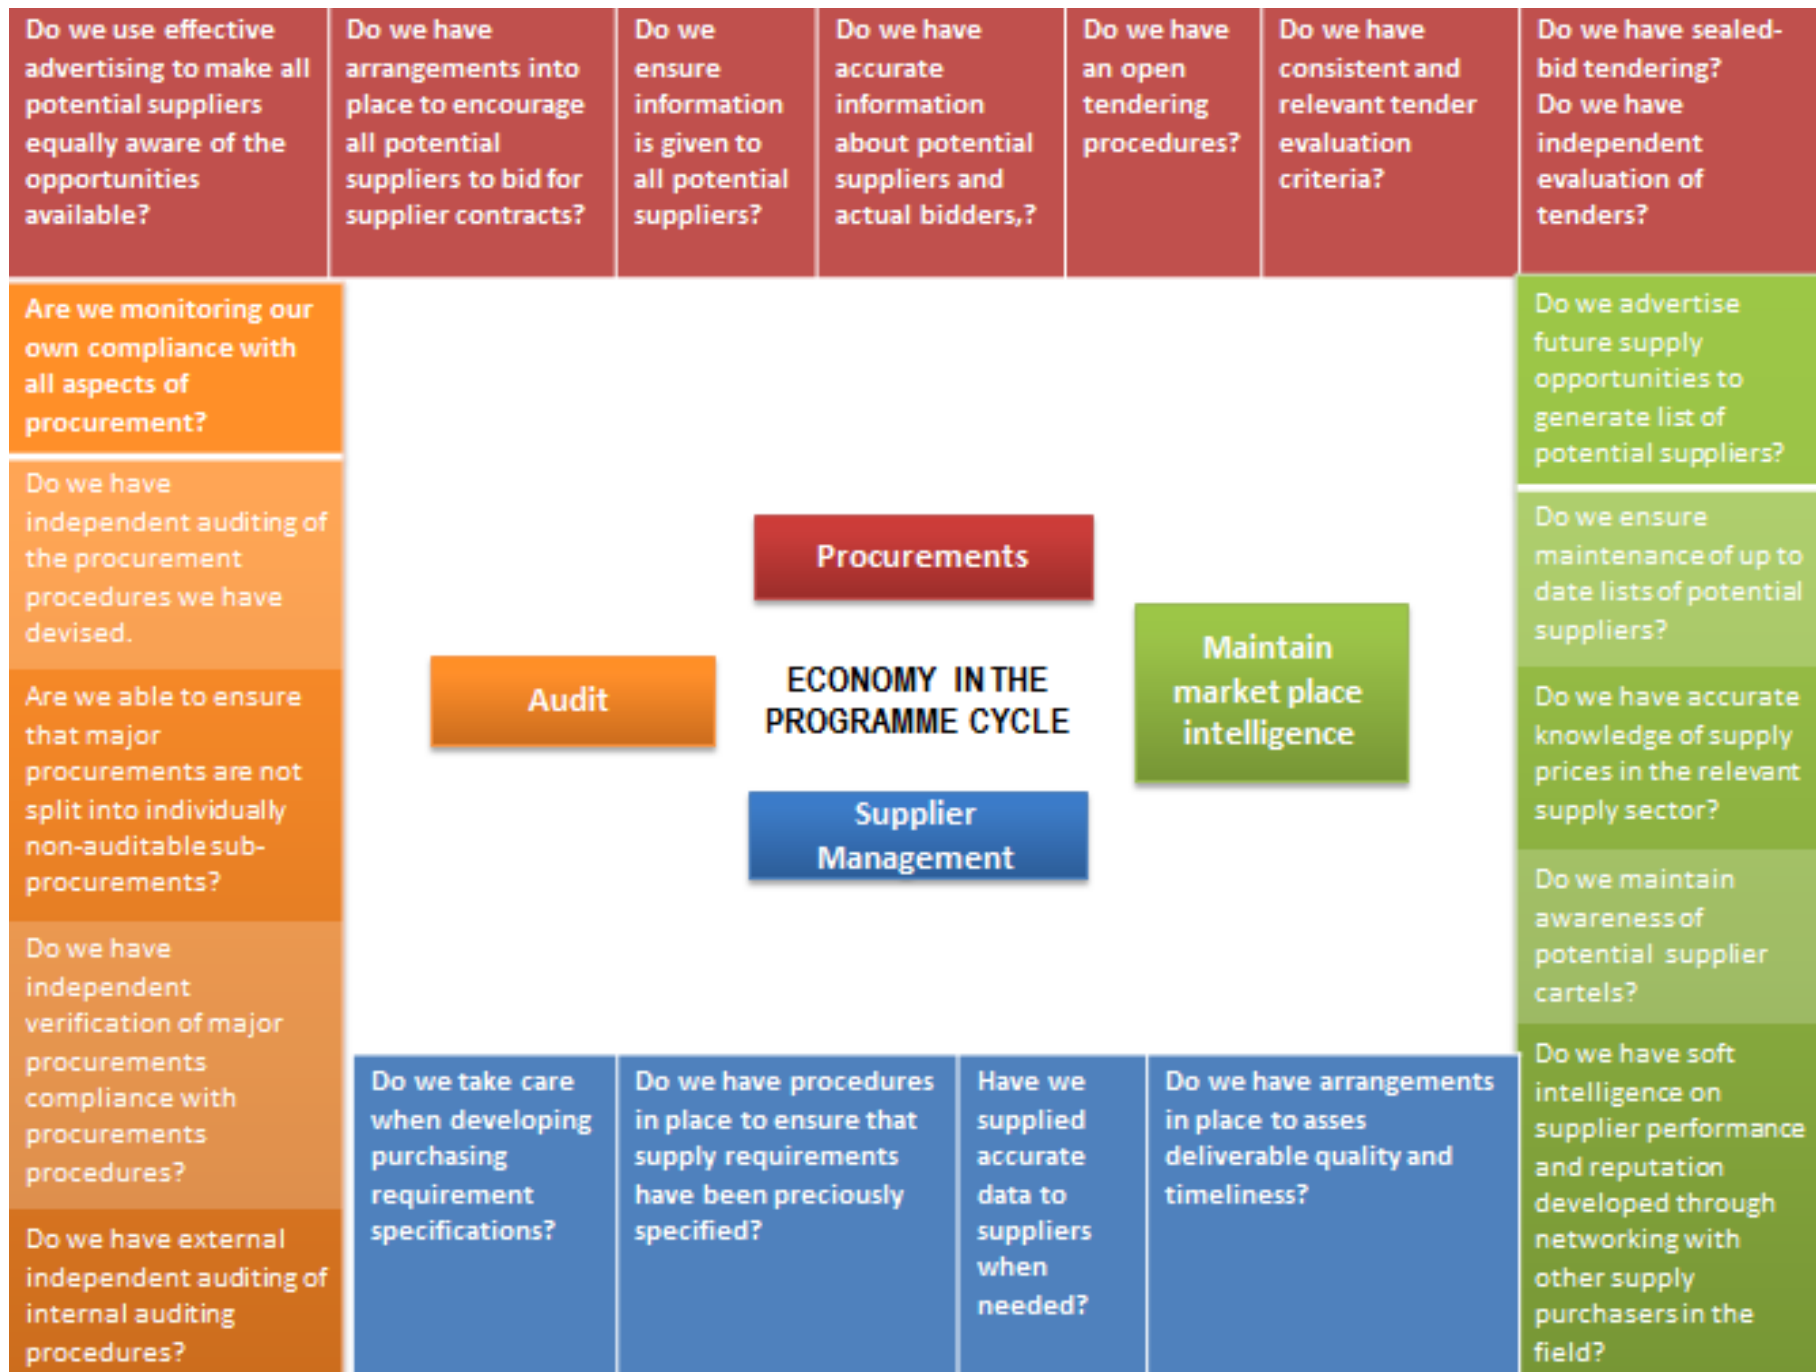 Do we use effective
advertising to make all
potential suppliers
equally aware of the
opportunities
available?
Do we have
arrangements into
place to encourage
all potential
suppliers to bid for
supplier contracts?
Do we
ensure
information
is given to
all potential
suppliers?
Do we have
accurate
information
about potential
suppliers and
actual bidders,?
Do we have
an open
tendering
procedures?
Do we have
consistent and
relevant tender
evaluation
criteria?
Do we have sealed-
bid tendering?
Do we have
independent
evaluation of
tenders?
Are we monitoring our
own compliance with
all aspects of
procurement?
Do we have
independent auditing of
the procurement
procedures we have
devised.
Are we able to ensure
that major
procurements are not
split into individually
non-auditable sub-
procurements?
Do we have
independent
verification of major
procurements
compliance with
procurements
procedures?
Do we have external
independent auditing of
internal auditing
procedures?
Procurements
Audit
ECONOMY IN THE
PROGRAMME CYCLE
Maintain
market place
intelligence
Supplier
Management
Do we advertise
future supply
opportunities to
generate list of
potential suppliers?
Do we ensure
maintenance of up to
date lists of potential
suppliers?
Do we have accurate
knowledge of supply
prices in the relevant
supply sector?
Do we maintain
awareness of
potential supplier
cartels?
Do we have soft
intelligence on
supplier performance
and reputation
developed through
networking with
other supply
purchasers in the
field?
Do we take care
when developing
purchasing
requirement
specifications?
Do we have procedures
in place to ensure that
supply requirements
have been preciously
specified?
Have we
supplied
accurate
data to
suppliers
when
needed?
Do we have arrangements
in place to asses
deliverable quality and
timeliness?